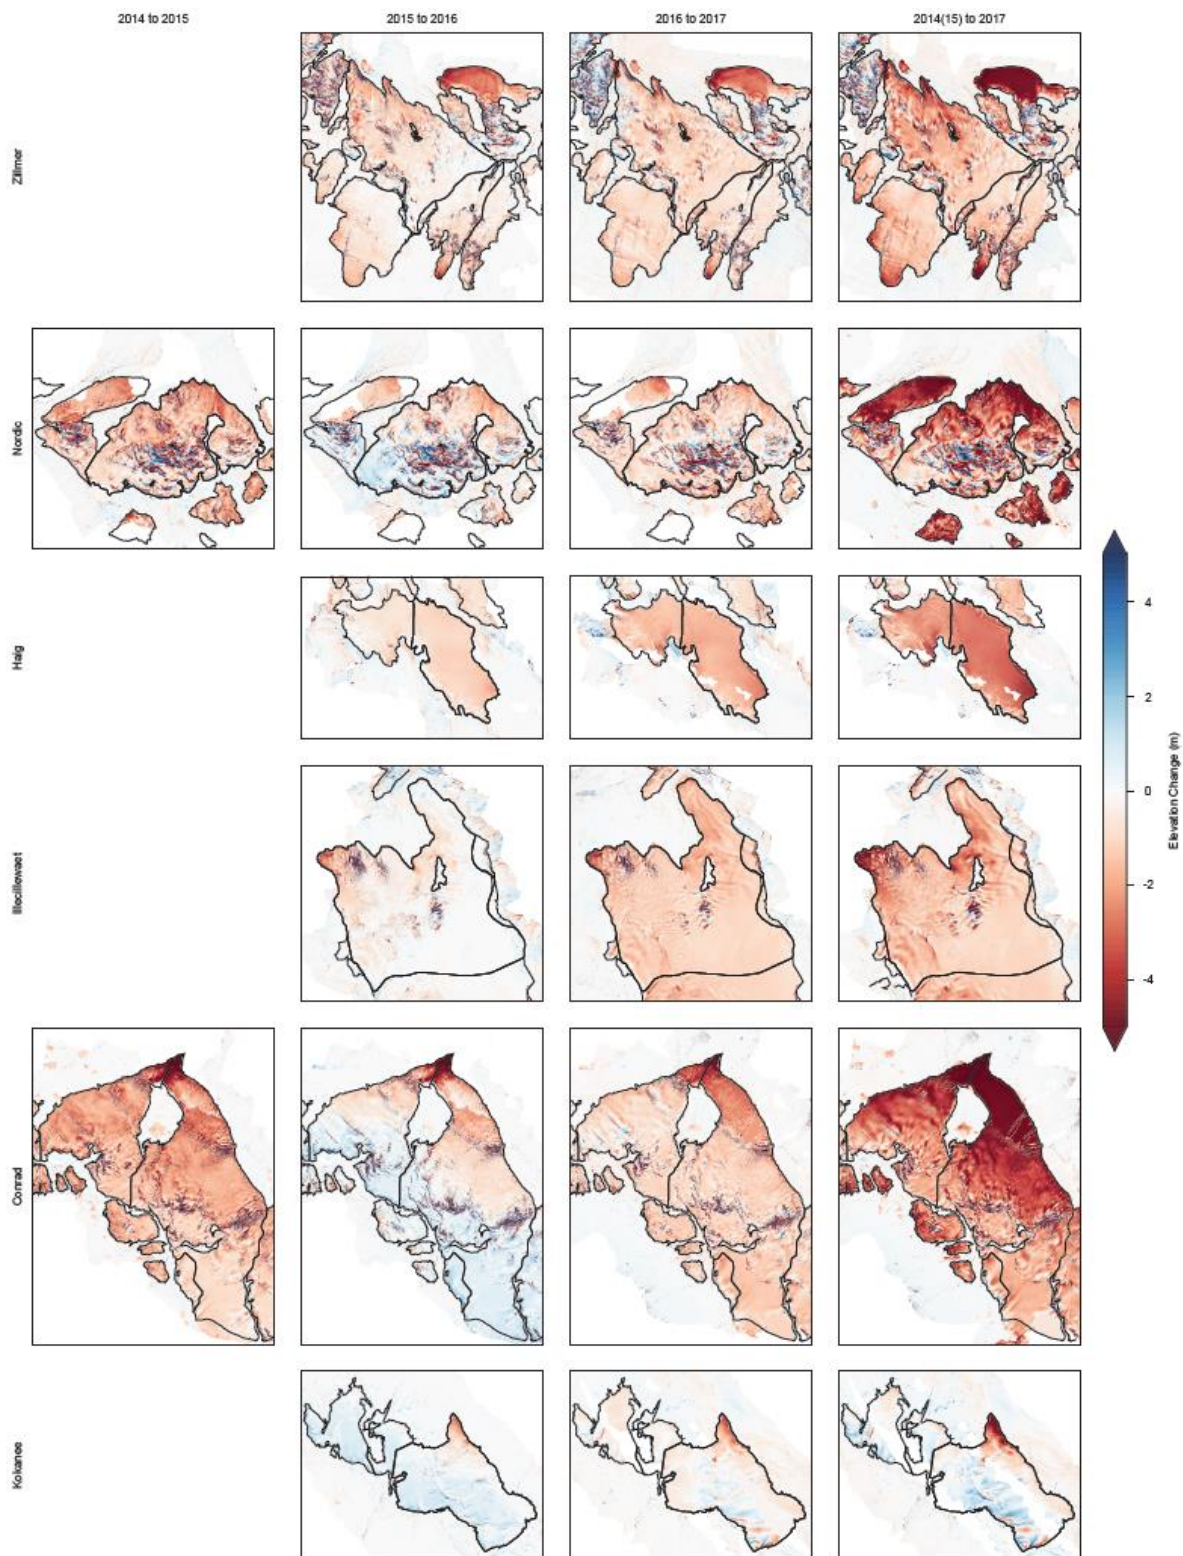 2014 to 2015
2015 to 2016
2016 to 2017
2014(15) to 2017
Zillmer
Nordic
Haig
Illecillewaet
Conrad
Kokanee
4
2
0
-2
-4
Elevation Change (m)